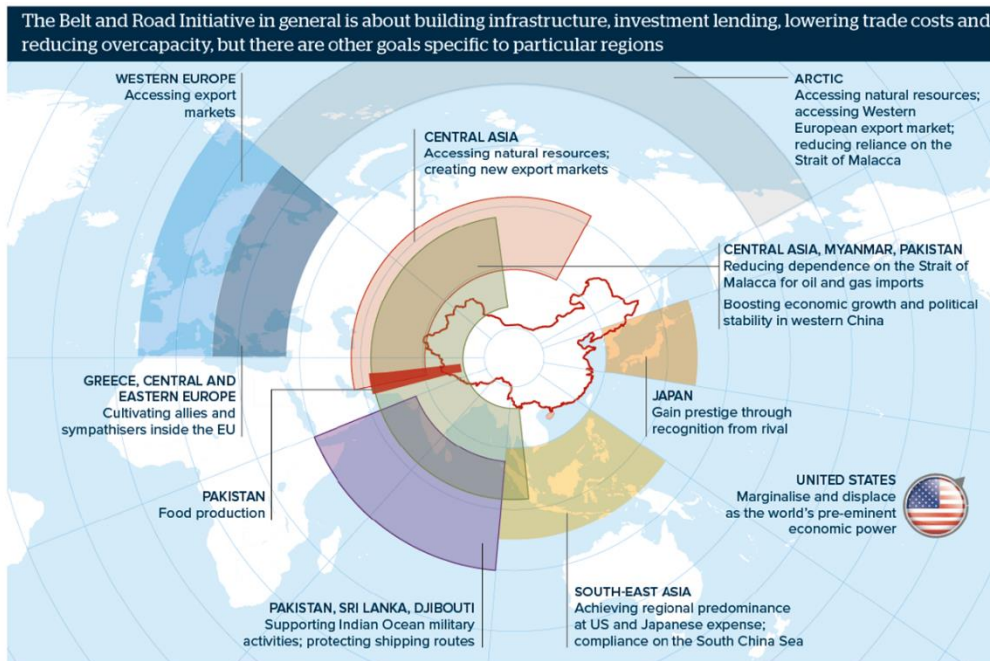 The Belt and Road Initiative in general is about building infrastructure, investment lending, lowering trade costs and
reducing overcapacity, but there are other goals specific to particular regions
WESTERN EUROPE
Accessing export
markets
ARCTIC
Accessing natural resources;
accessing Western
European export market;
reducing reliance on the
Strait of Malacca
CENTRAL ASIA
Accessing natural resources;
creating new export markets
CENTRAL ASIA, MYANMAR, PAKISTAN
Reducing dependence on the Strait of
Malacca for oil and gas imports
Boosting economic growth and political
stability in western China
GREECE, CENTRAL AND
EASTERN EUROPE
Cultivating allies and
sympathisers inside the EU
JAPAN
Gain prestige through
recognition from rival
PAKISTAN
Food production
UNITED STATES
Marginalise and displace
as the world's pre-eminent
economic power
PAKISTAN, SRI LANKA, DJIBOUTI
Supporting Indian Ocean military
activities; protecting shipping routes
SOUTH-EAST ASIA
Achieving regional predominance
at US and Japanese expense;
compliance on the South China Sea